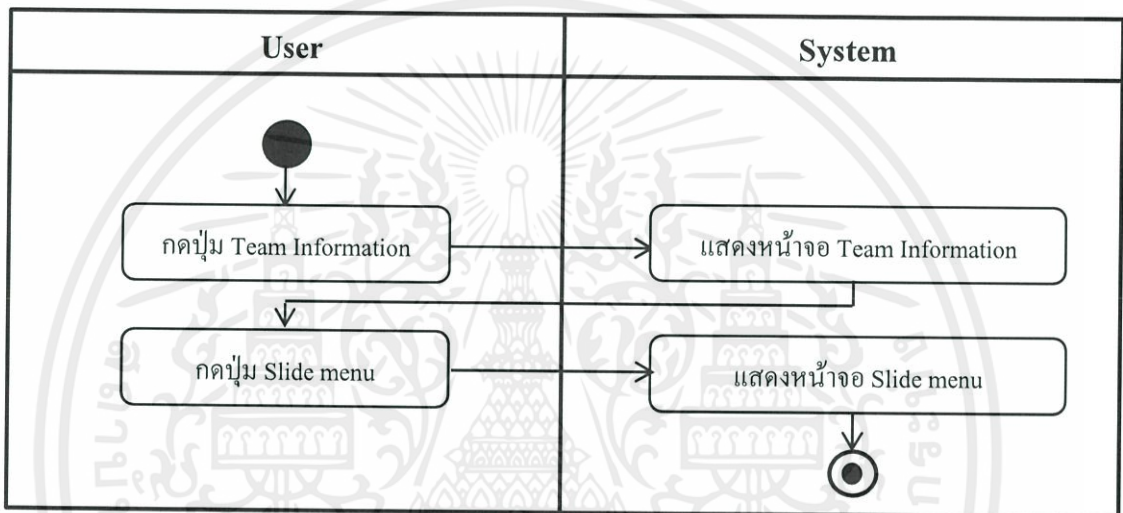 User
System
กดปุ่ม Team Information
แสดงหน้าจอ Team Information
กดปุ่ม Slide menu
แสดงหน้าจอ Slide menu